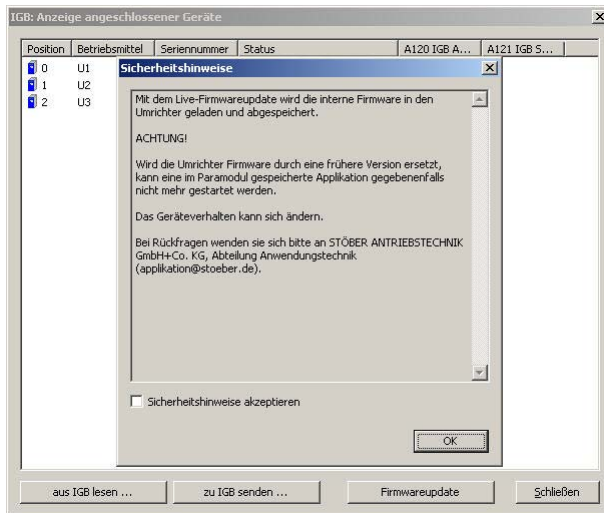 IGB: Anzeige angeschlossener Geräte
Position Betriebsmittel Seriennummer Status A120 IGB A... A121 IGB S...
0 U1
1 U2
2 U3
Sicherheitshinweise
Mit dem Live-Firmwareupdate wird die interne Firmware in den
Umrichter geladen und abgespeichert.
ACHTUNG!
Wird die Umrichter Firmware durch eine frühere Version ersetzt,
kann eine im Paramodul gespeicherte Applikation gegebenenfalls
nicht mehr gestartet werden.
Das Geräteverhalten kann sich ändern.
Bei Rückfragen wenden sie sich bitte an STÖBER ANTRIEBSTECHNIK
GmbH+Co. KG, Abteilung Anwendungstechnik
(applikation@stoeber.de).
Sicherheitshinweise akzeptieren
OK
aus IGB lesen ... zu IGB senden ... Firmwareupdate Schließen